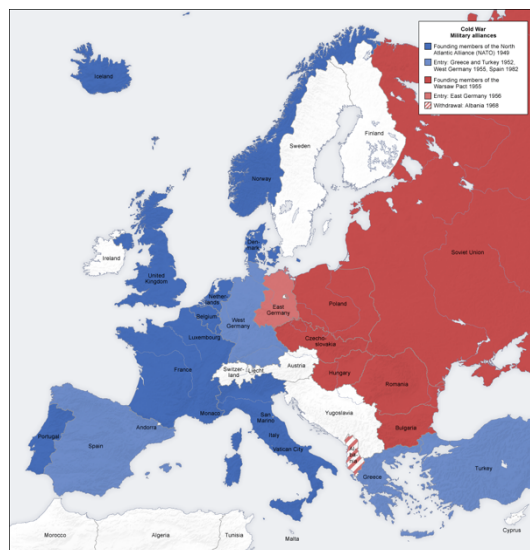 Cold War
Military alliances
Founding members of the North
Atlantic Alliance (NATO) 1949
Entry: Greece and Turkey 1952,
West Germany 1955, Spain 1982
Founding members of the
Warsaw Pact 1955
Entry: East Germany 1956
Withdrawal: Albania 1968
Iceland
Sweden
Finland
Norway
Den-
mark
Soviet Union
Ireland
United
Kingdom
Nether-
lands
Belgium
West
Germany
East
Germany
Poland
Luxembourg
Czecho-
slovakia
France
Switzer-
land
Liecht.
Austria
Hungary
Romania
Yugoslavia
Monaco
San
Marino
Italy
Vatican City
Bulgaria
Andorra
Portugal
Spain
Greece
Turkey
Morocco
Algeria
Tunisia
Malta
Cyprus